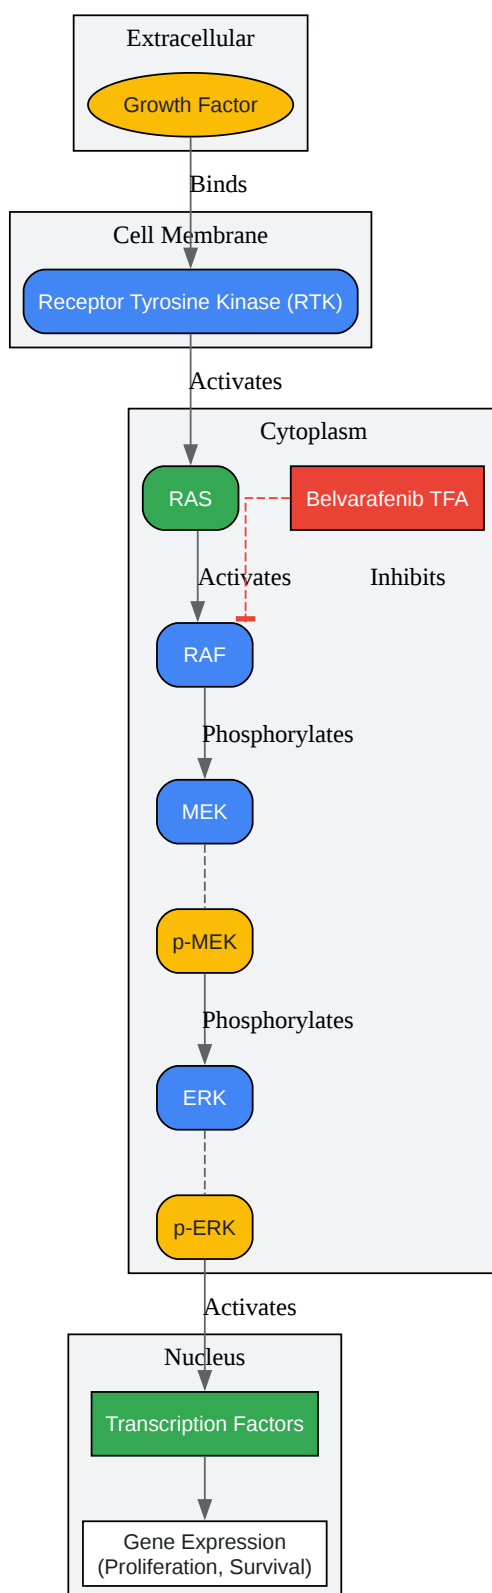 Extracellular
Growth Factor
Binds
Cell Membrane
Receptor Tyrosine Kinase (RTK)
Activates
Cytoplasm
RAS
Belvarafenib TFA
Activates
Inhibits
RAF
Phosphorylates
MEK
p-MEK
Phosphorylates
ERK
p-ERK
Activates
Nucleus
Transcription Factors
Gene Expression
(Proliferation, Survival)